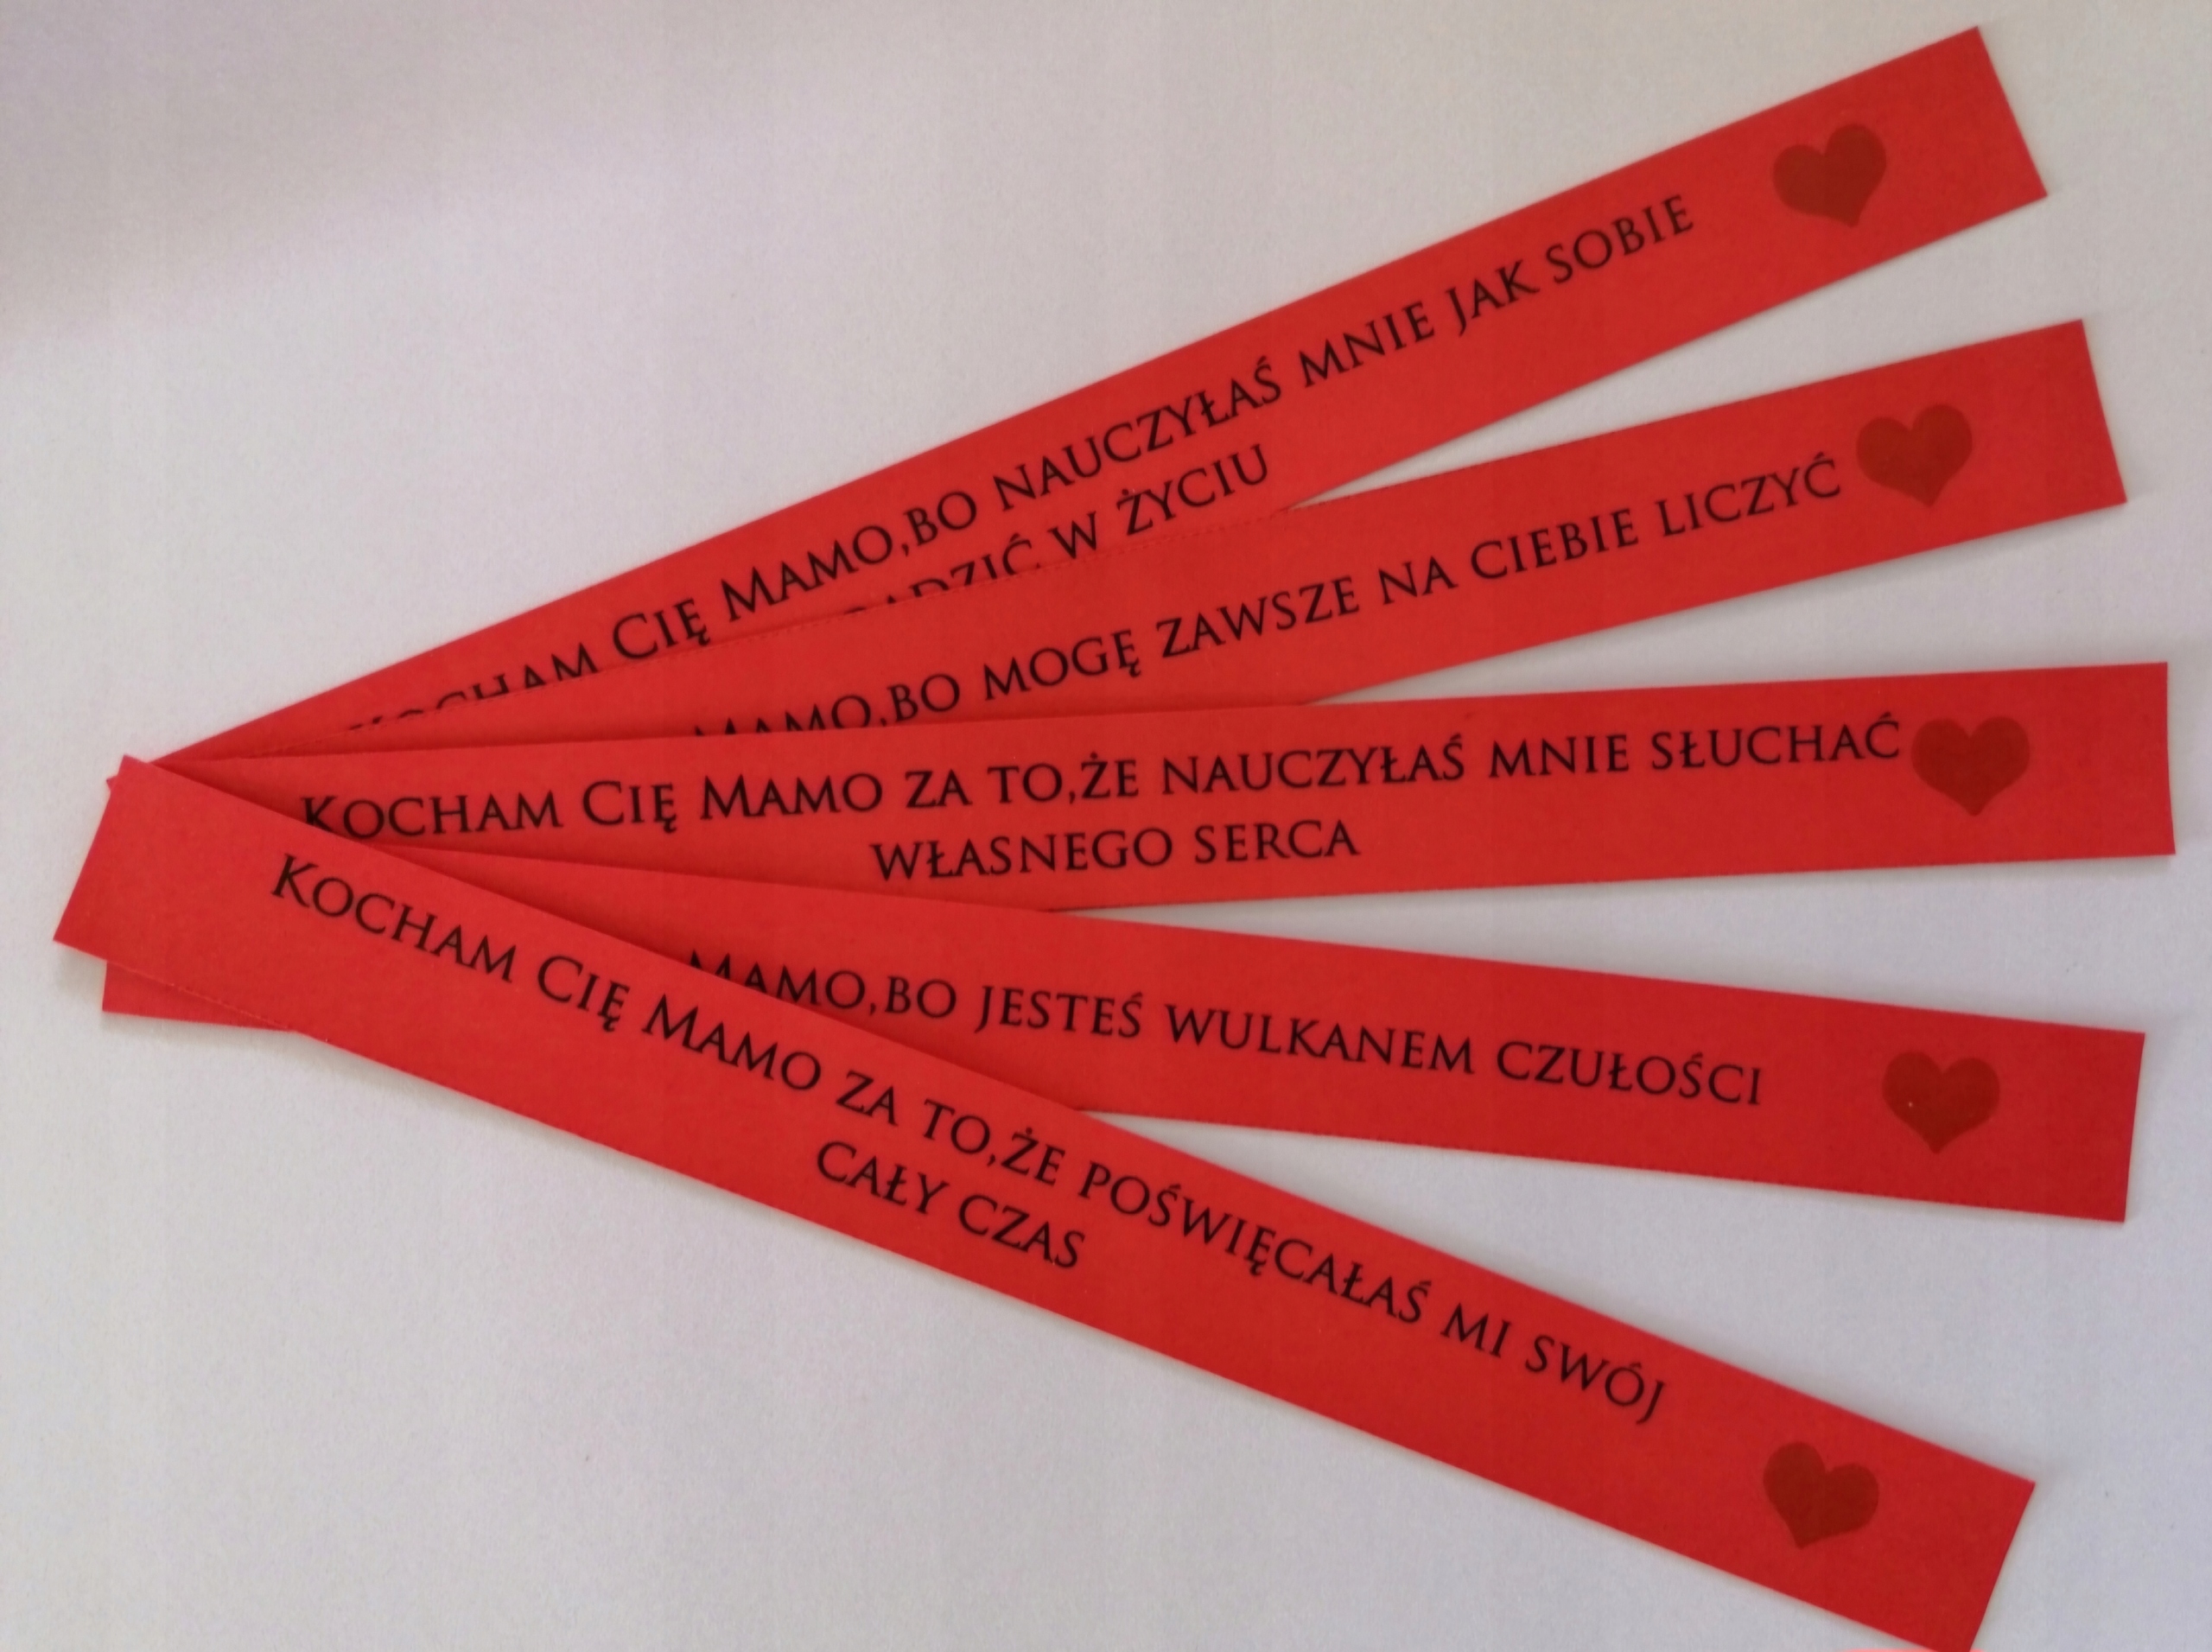 KOCHAM CIĘ MAMO,BO NAUCZYŁAŚ MNIE JAK SOBIE
W ŻYCIU
MAMO,BO MOGĘ ZAWSZE NA CIEBIE LICZYĆ
KOCHAM CIĘ MAMO ZA TO,ŻE NAUCZYŁAŚ MNIE SŁUCHAĆ
WŁASNEGO SERCA
MAMO,BO JESTEŚ WULKANEM CZUŁOŚCI
KOCHAM CIĘ MAMO ZA TO,ŻE POŚWIĘCAŁAŚ MI SWÓJ
CAŁY CZAS